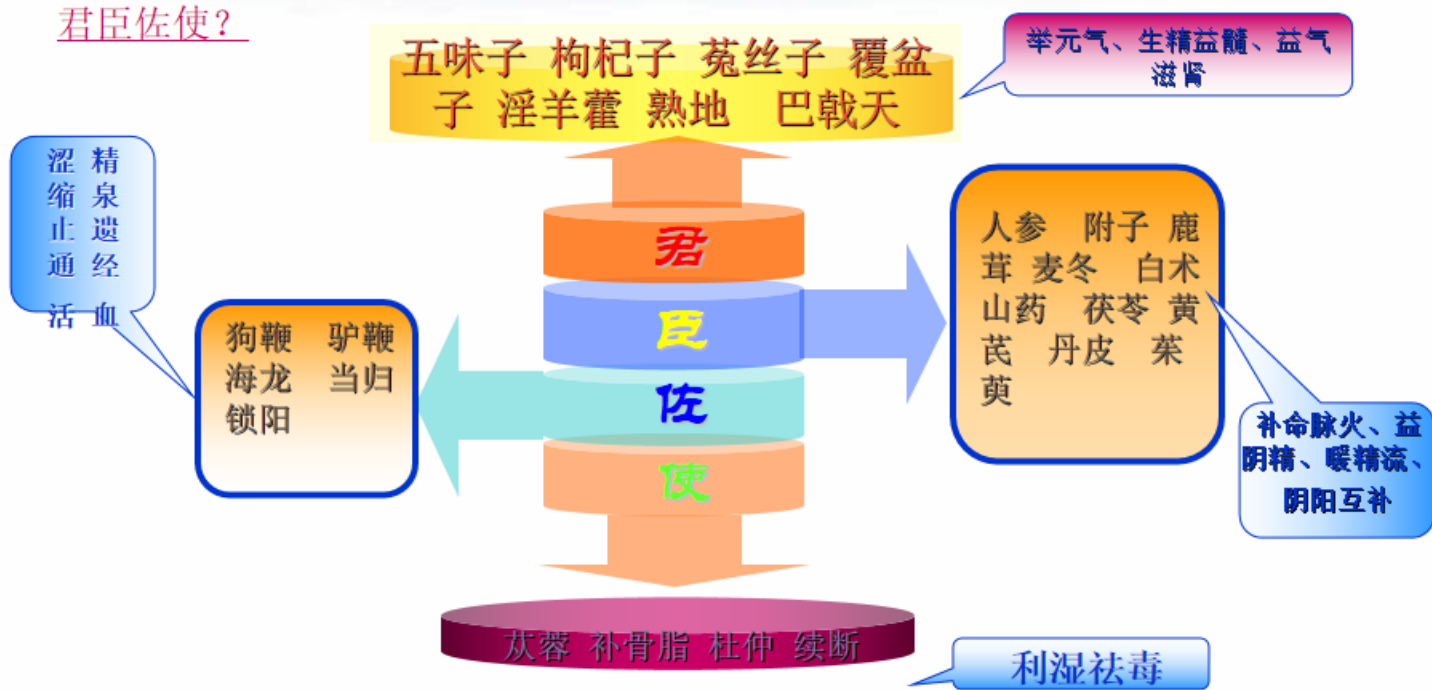 君臣佐使？
五味子 枸杞子 菟丝子 覆盆
子 淫羊藿 熟地 巴戟天
举元气、生精益髓、益气
滋肾
涩 精
缩 泉
止 遗
通 经
活 血
狗鞭 驴鞭
海龙 当归
锁阳
君
臣
佐
使
人参 附子 鹿
茸 麦冬 白术
山药 茯苓 黄
芪 丹皮 茱
萸
补命脉火、益
阴精、暖精流、
阴阳互补
苁蓉 补骨脂 杜仲 续断
利湿祛毒